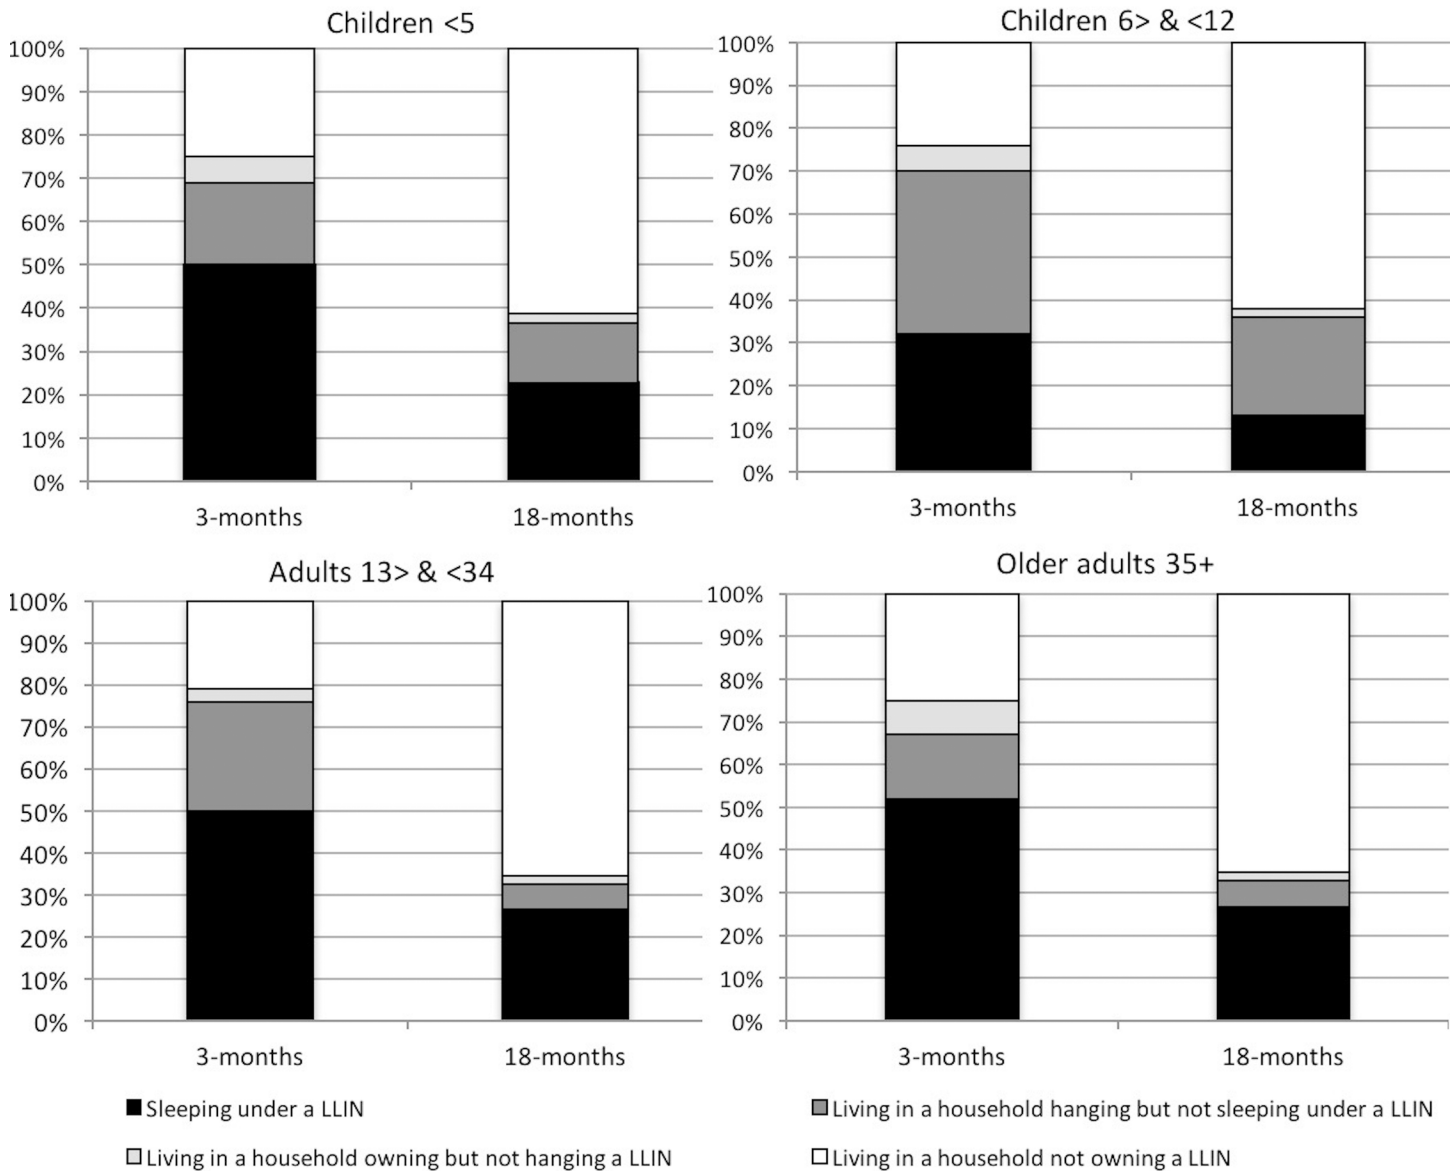 Children <5
100%
90%
80%
70%
60%
50%
40%
30%
20%
10%
0%
3-months
18-months
Children 6> & <12
100%
90%
80%
70%
60%
50%
40%
30%
20%
10%
0%
3-months
18-months
Adults 13> & <34
100%
90%
80%
70%
60%
50%
40%
30%
20%
10%
0%
3-months
18-months
Older adults 35+
100%
90%
80%
70%
60%
50%
40%
30%
20%
10%
0%
3-months
18-months
Sleeping under a LLIN
Living in a household hanging but not sleeping under a LLIN
Living in a household owning but not hanging a LLIN
Living in a household not owning a LLIN